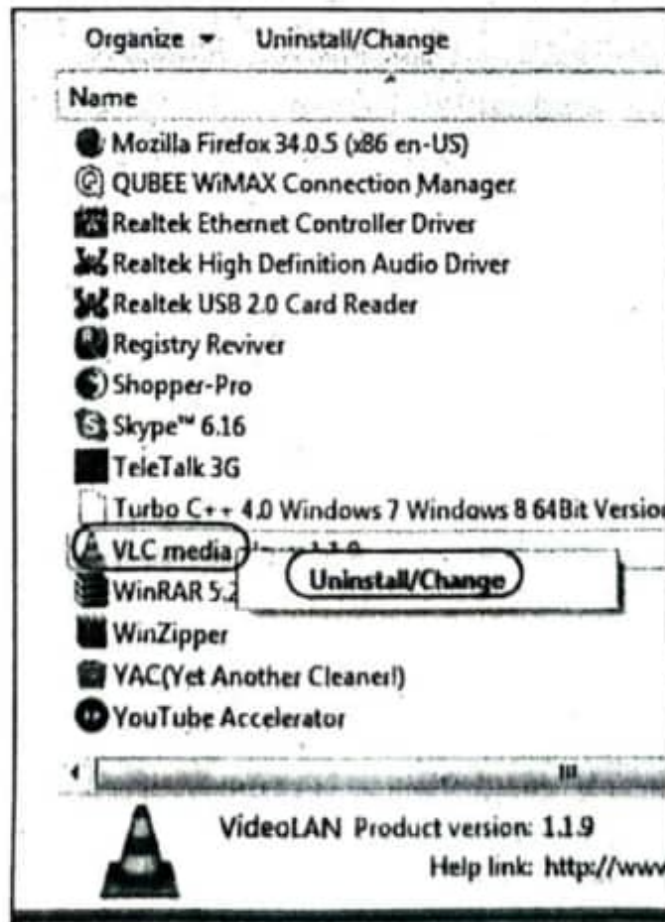 Organize Uninstall/Change
Name
Mozilla Firefox 34.0.5 (x86 en-US)
QUBEE WiMAX Connection Manager
Realtek Ethernet Controller Driver
Realtek High Definition Audio Driver
Realtek USB 2.0 Card Reader
Registry Reviver
Shopper-Pro
Skype™ 6.16
TeleTalk 3G
Turbo C++ 4.0 Windows 7 Windows 8 64Bit Version
VLC media
Uninstall/Change
WinRAR 5.2
WinZipper
YAC(Yet Another Cleaner!)
YouTube Accelerator
VideoLAN Product version: 1.1.9
Help link: http://www